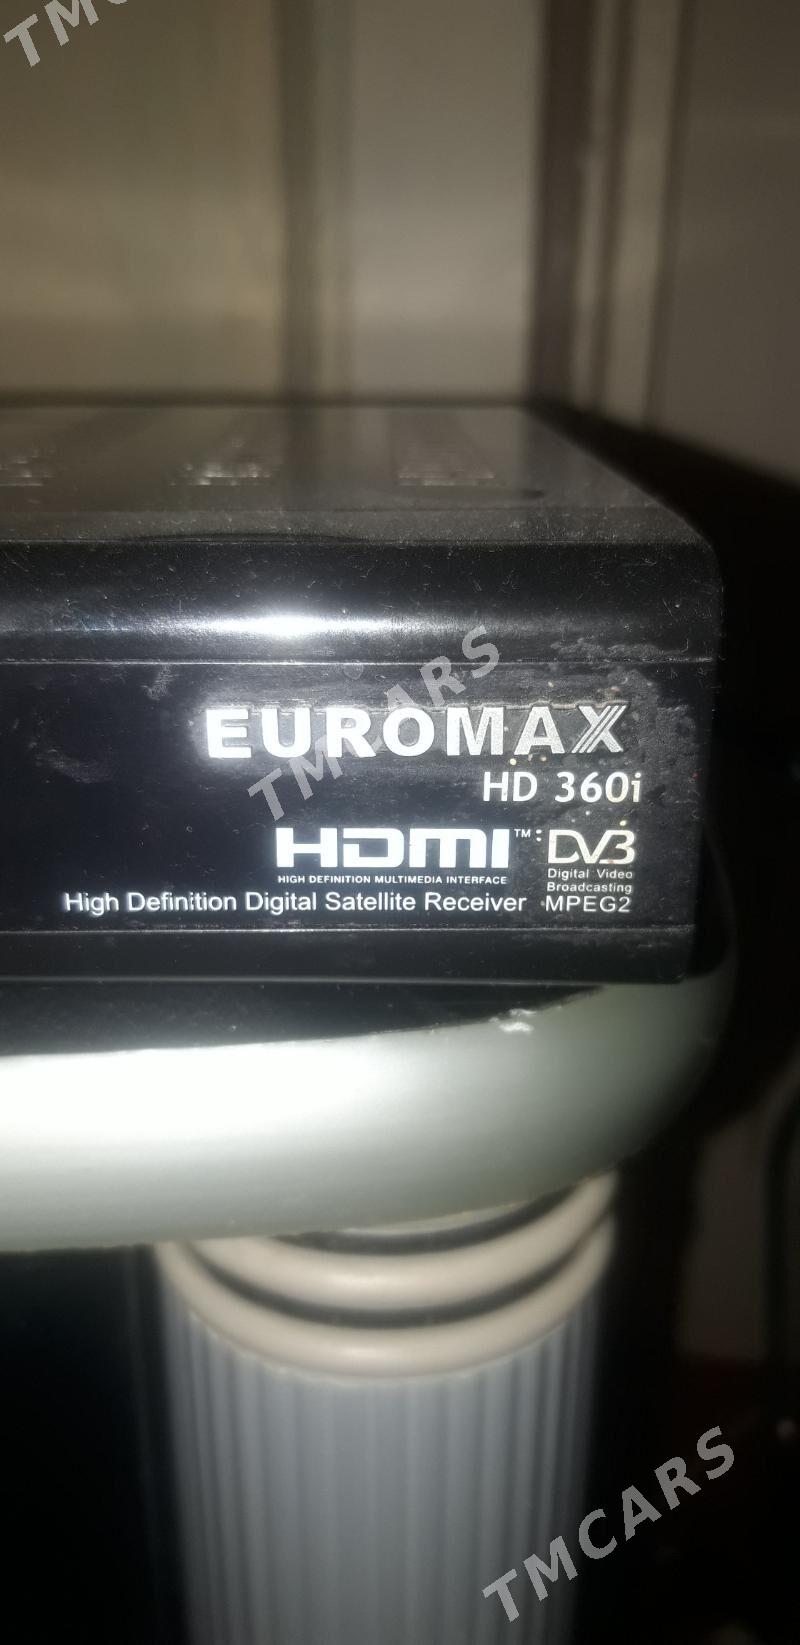 TMC
EUROMAX
TMCARS
HD 360i
HDMI™ DVB
HIGH DEFINITION MULTIMEDIA INTERFACE
Digital Video
Broadcasting
High Definition Digital Satellite Receiver MPEG2
TMCARS